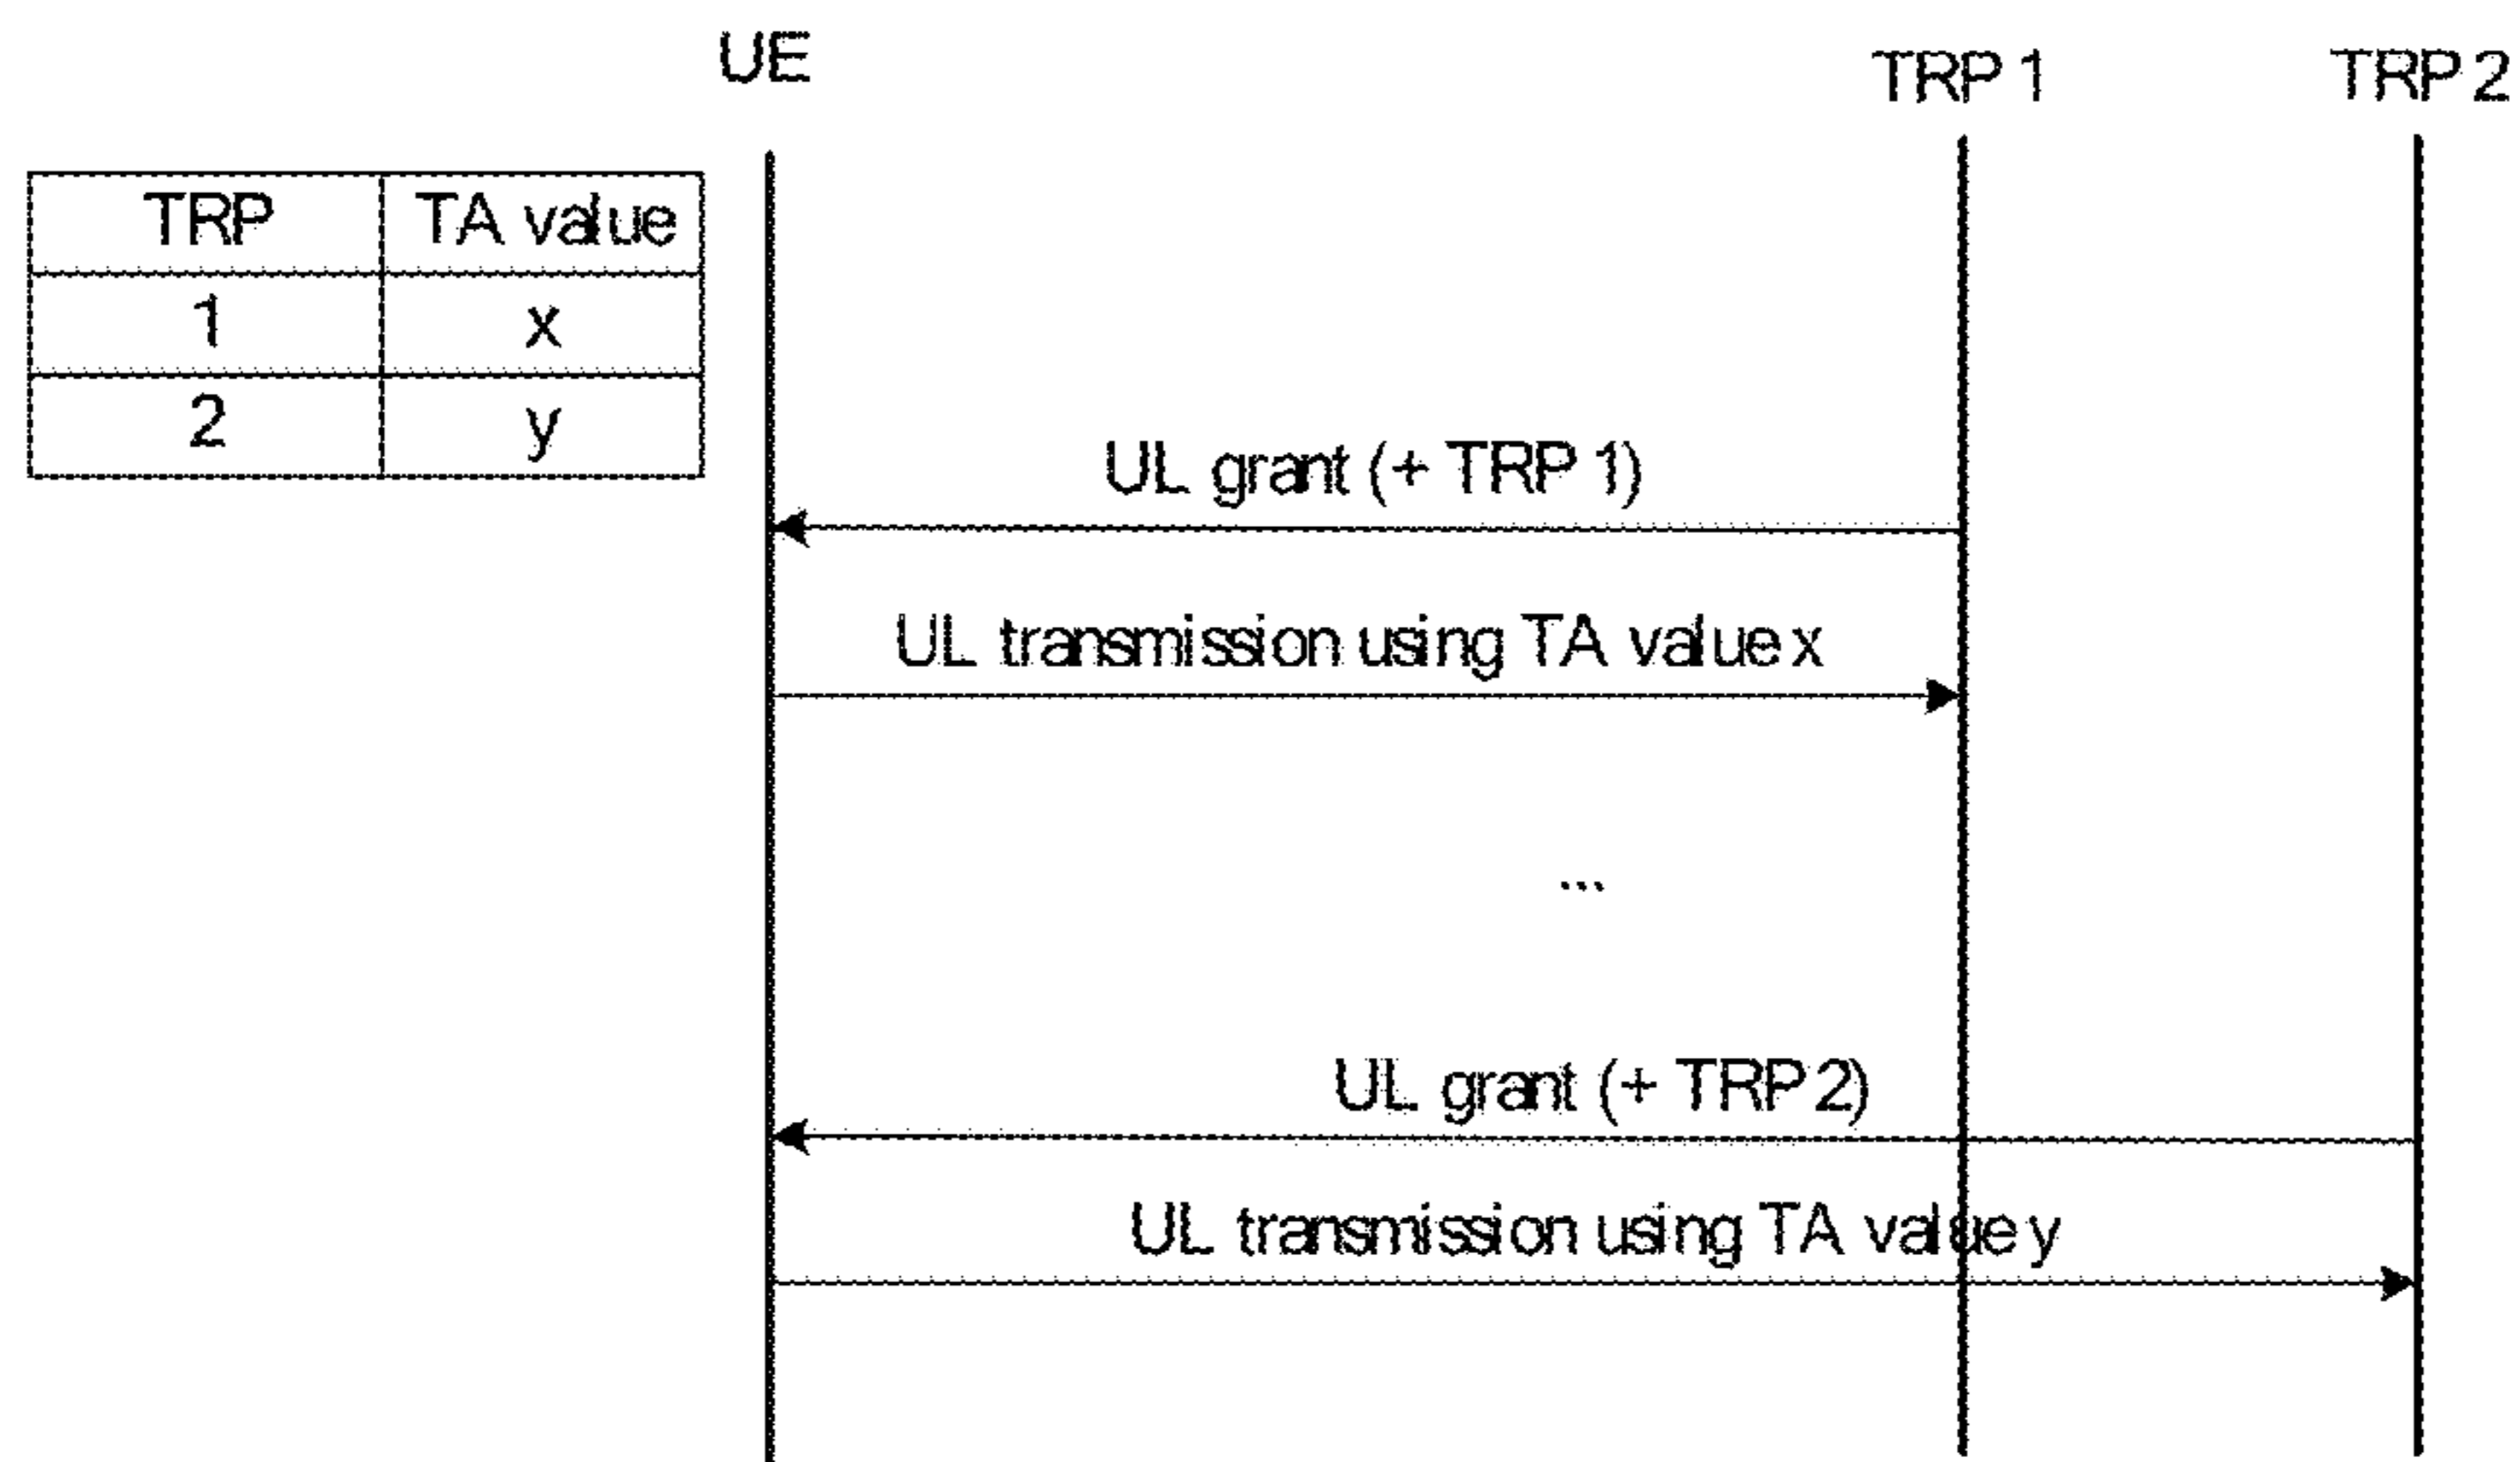 UE
TRP 1
TRP 2
TRP
TA value
1
x
2
y
UL grant (+ TRP 1)
UL transmission using TA value x
...
UL grant (+ TRP 2)
UL transmission using TA value y